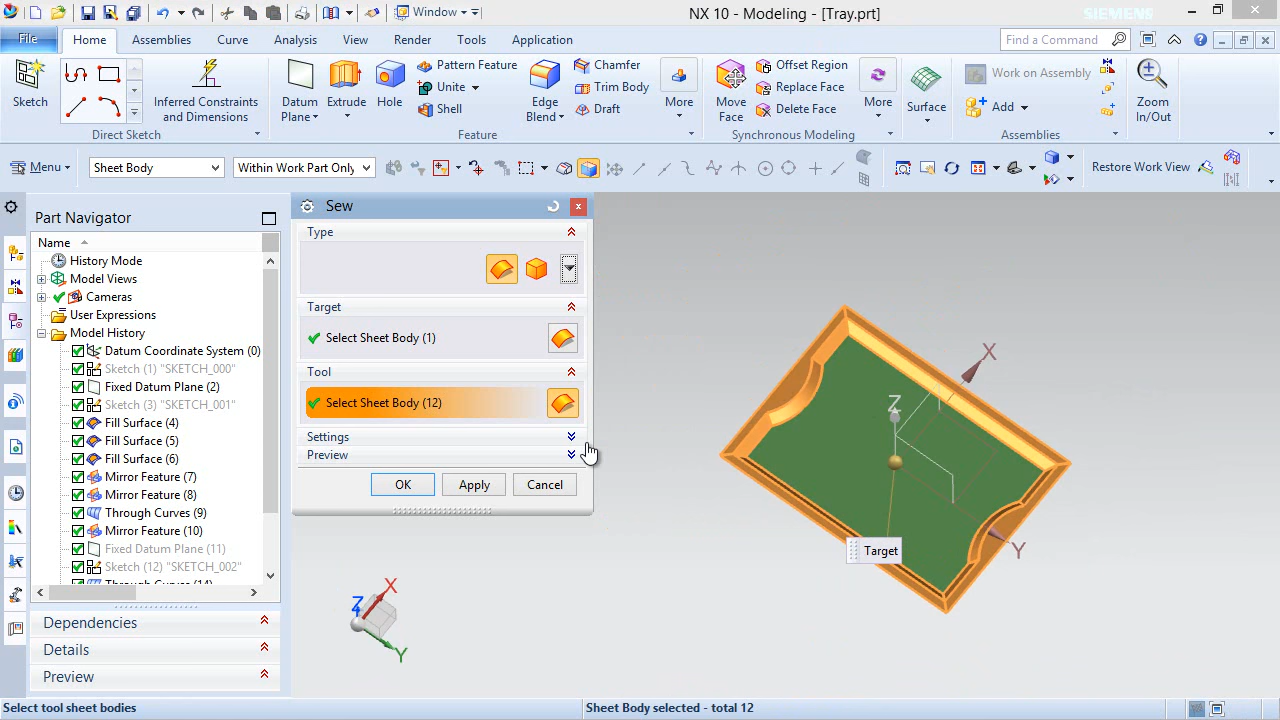 Window
NX 10 - Modeling - [Tray.prt]
SIEMENS
File
Home
Assemblies
Curve
Analysis
View
Render
Tools
Application
Find a Command
Sketch
Direct Sketch
Inferred Constraints
and Dimensions
Datum
Plane
Extrude
Hole
Pattern Feature
Unite
Shell
Edge
Blend
Chamfer
Trim Body
Draft
More
Feature
Move
Face
Offset Region
Replace Face
Delete Face
More
Synchronous Modeling
Surface
Work on Assembly
Add
Assemblies
Zoom
In/Out
Menu
Sheet Body
Within Work Part Only
Restore Work View
Part Navigator
Name
History Mode
Model Views
Cameras
User Expressions
Model History
Datum Coordinate System (0)
Sketch (1) "SKETCH_000"
Fixed Datum Plane (2)
Sketch (3) "SKETCH_001"
Fill Surface (4)
Fill Surface (5)
Fill Surface (6)
Mirror Feature (7)
Mirror Feature (8)
Through Curves (9)
Mirror Feature (10)
Fixed Datum Plane (11)
Sketch (12) "SKETCH_002"
Through Curves (14)
Dependencies
Details
Preview
Sew
Type
Target
Select Sheet Body (1)
Tool
Select Sheet Body (12)
Settings
Preview
OK
Apply
Cancel
X
Z
Y
Target
X
Z
Y
Select tool sheet bodies
Sheet Body selected - total 12